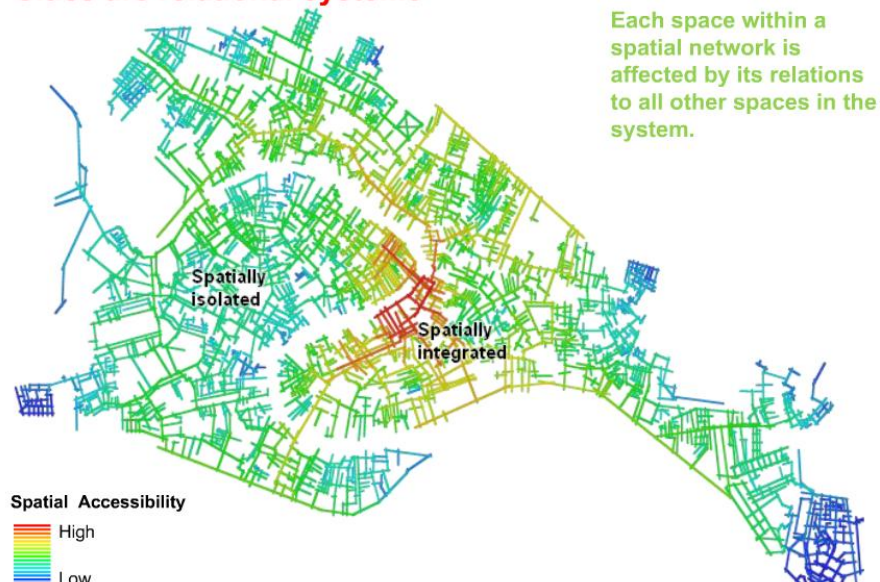 Each space within a
spatial network is
affected by its relations
to all other spaces in the
system.
Spatially
isolated
Spatially
integrated
Spatial Accessibility
High
Low